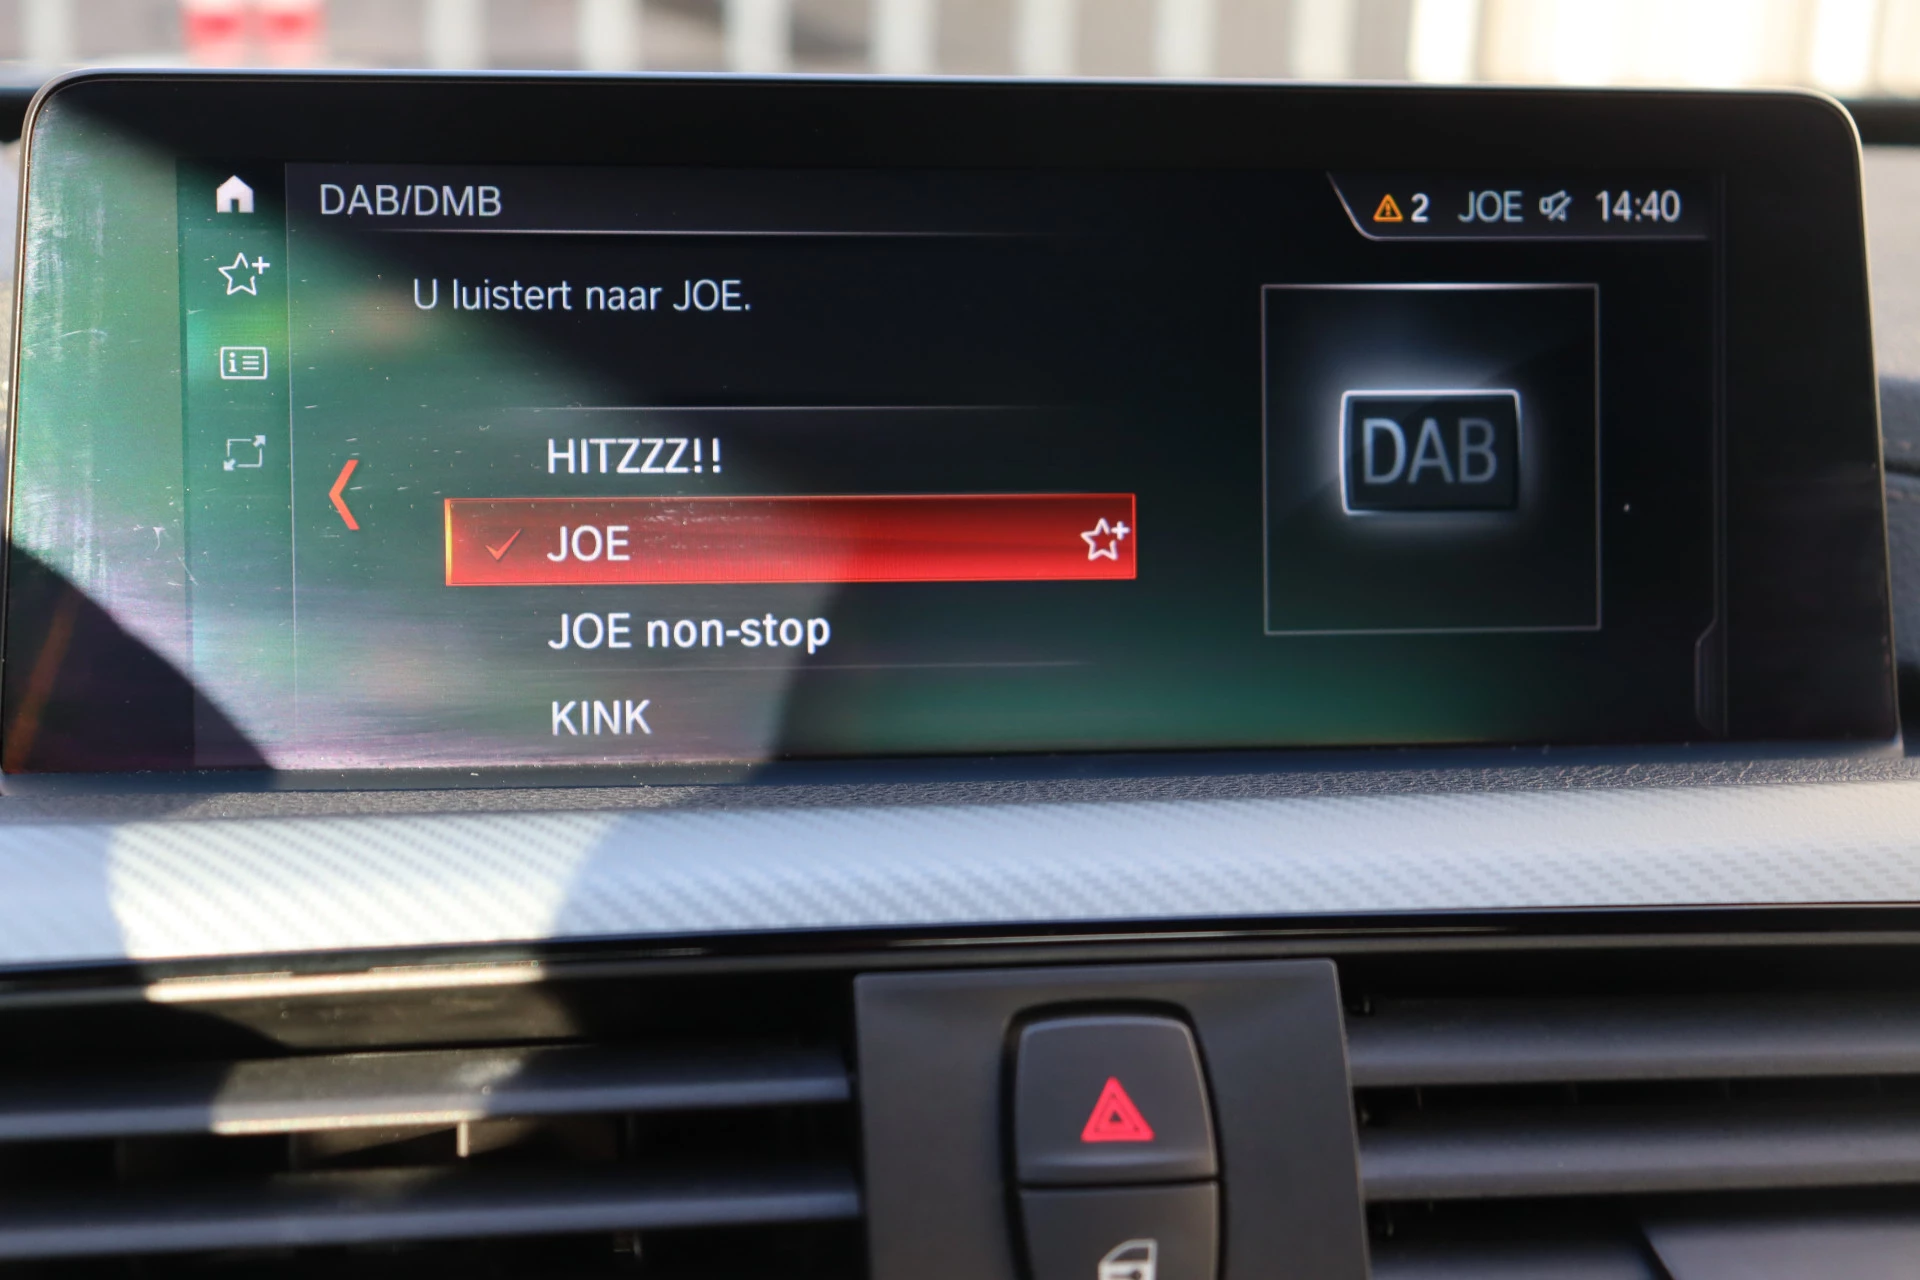 DAB/DMB
2 JOE 14:40
U luistert naar JOE.
DAB
HITZZZ!!
JOE
JOE non-stop
KINK